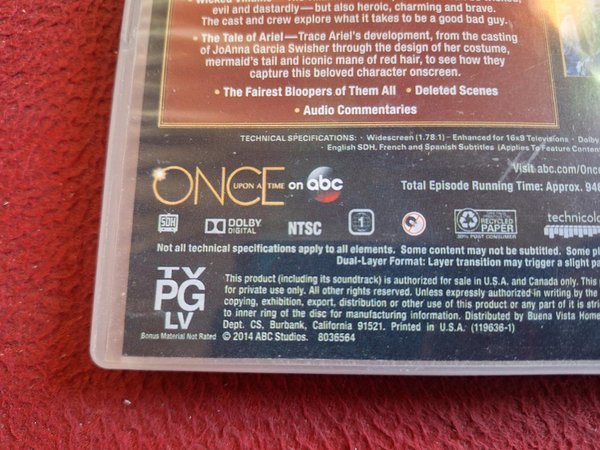 evil and dastardly—but also heroic, charming and brave.
The cast and crew explore what it takes to be a good bad guy.
• The Tale of Ariel—Trace Ariel's development, from the casting
of JoAnna Garcia Swisher through the design of her costume,
mermaid's tail and iconic mane of red hair, to see how they
capture this beloved character onscreen.
• The Fairest Bloopers of Them All • Deleted Scenes
• Audio Commentaries
TECHNICAL SPECIFICATIONS: • Widescreen (1.78:1) – Enhanced for 16x9 Televisions • Dolby
English SDH, French and Spanish Subtitles (Applies To Feature Content
Visit abc.com/Onc
ONCE UPON A TIME on abc
Total Episode Running Time: Approx. 946
SDH DOLBY DIGITAL NTSC 1 RECYCLED PAPER 30% POST CONSUMER technicolo
Not all technical specifications apply to all elements. Some content may not be subtitled. Some pl
Dual-Layer Format: Layer transition may trigger a slight pa
TV
PG
LV
Bonus Material Not Rated
This product (including its soundtrack) is authorized for sale in U.S.A. and Canada only. This
for private use only. All other rights reserved. Unless expressly authorized in writing by the
copying, exhibition, export, distribution or other use of this product or any part of it is stri
to inner ring of the disc for manufacturing information. Distributed by Buena Vista Home
Dept. CS, Burbank, California 91521. Printed in U.S.A. (119636-1)
© 2014 ABC Studios. 8036564